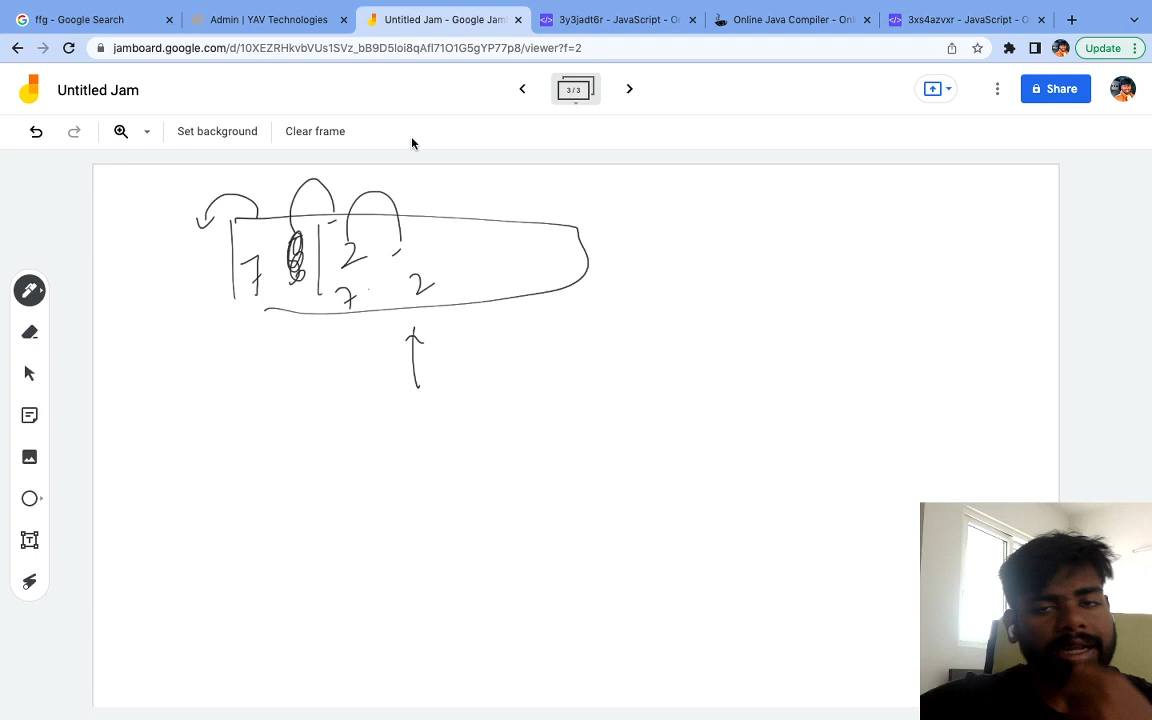 ffg - Google Search
Admin | YAV Technologies
Untitled Jam - Google Jam
3y3jadt6r - JavaScript - O
Online Java Compiler - Onl
3xs4azvxr - JavaScript - O
jamboard.google.com/d/10XEZRHkvbVUs1SVz_bB9D5loi8qAfl71O1G5gYP77p8/viewer?f=2
Update
Untitled Jam
3 / 3
Share
Set background
Clear frame
7 2
7 2